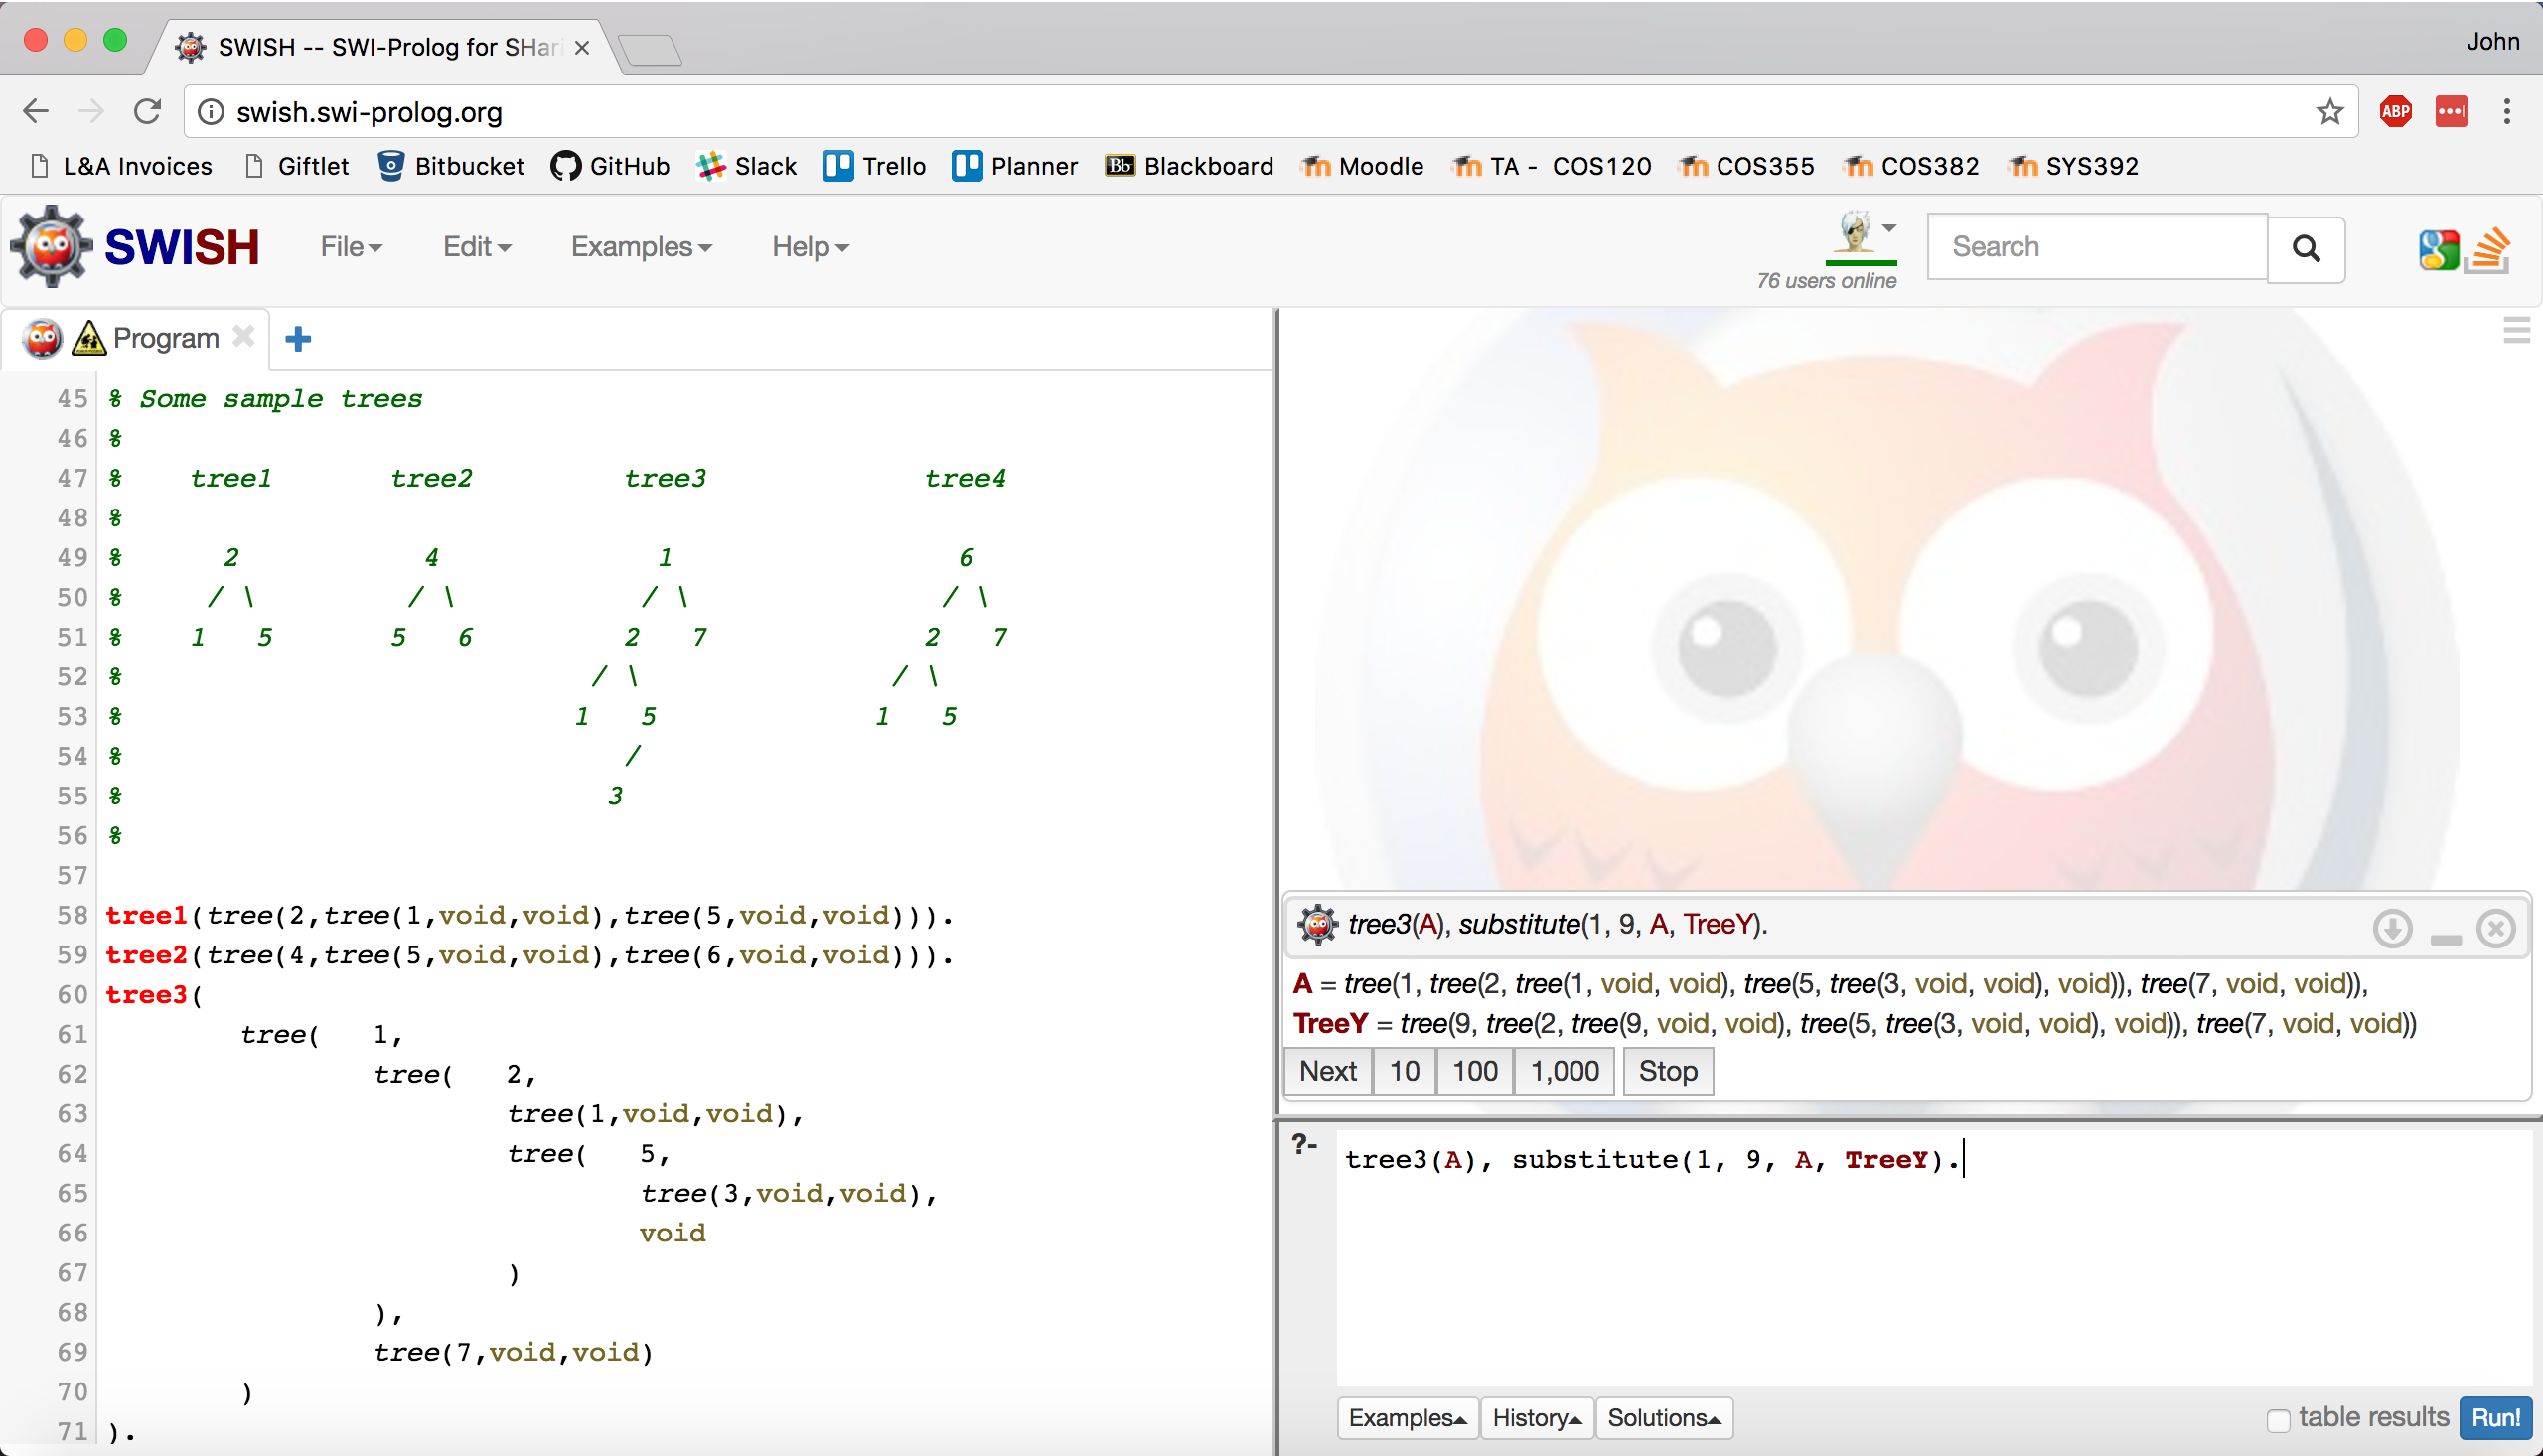 SWISH -- SWI-Prolog for SHari
John
swish.swi-prolog.org
ABP
L&A Invoices Giftlet Bitbucket GitHub Slack Trello Planner Bb Blackboard Moodle TA - COS120 COS355 COS382 SYS392
SWISH File Edit Examples Help
76 users online
Search
Program
45 % Some sample trees
46 %
47 % tree1 tree2 tree3 tree4
48 %
49 % 2 4 1 6
50 % / \ / \ / \ / \
51 % 1 5 5 6 2 7 2 7
52 % / \ / \
53 % 1 5 1 5
54 % /
55 % 3
56 %
57
58 tree1(tree(2,tree(1,void,void),tree(5,void,void))).
59 tree2(tree(4,tree(5,void,void),tree(6,void,void))).
60 tree3(
61 tree( 1,
62 tree( 2,
63 tree(1,void,void),
64 tree( 5,
65 tree(3,void,void),
66 void
67 )
68 ),
69 tree(7,void,void)
70 )
71 ).
tree3(A), substitute(1, 9, A, TreeY).
A = tree(1, tree(2, tree(1, void, void), tree(5, tree(3, void, void), void)), tree(7, void, void)),
TreeY = tree(9, tree(2, tree(9, void, void), tree(5, tree(3, void, void), void)), tree(7, void, void))
Next 10 100 1,000 Stop
?- tree3(A), substitute(1, 9, A, TreeY).
Examples History Solutions table results Run!